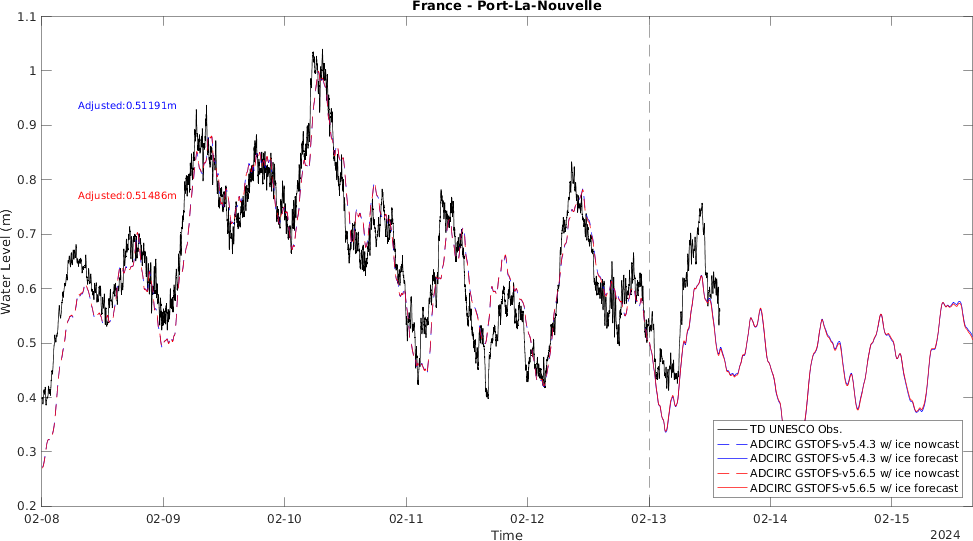 France - Port-La-Nouvelle
1.1
1
0.9
0.8
0.7
0.6
0.5
0.4
0.3
0.2
Water Level (m)
Adjusted:0.51191m
Adjusted:0.51486m
TD UNESCO Obs.
ADCIRC GSTOFS-v5.4.3 w/ ice nowcast
ADCIRC GSTOFS-v5.4.3 w/ ice forecast
ADCIRC GSTOFS-v5.6.5 w/ ice nowcast
ADCIRC GSTOFS-v5.6.5 w/ ice forecast
02-08 02-09 02-10 02-11 02-12 02-13 02-14 02-15
Time
2024